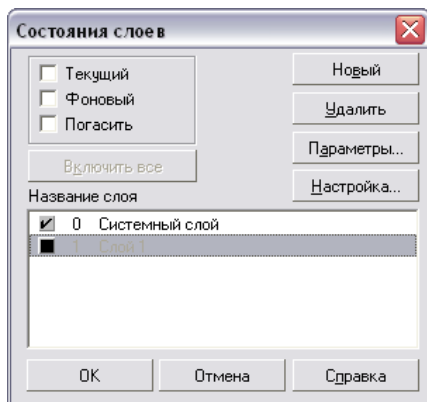 Состояния слоев
Текущий
Фоновый
Погасить
Включить все
Новый
Удалить
Параметры...
Настройка...
Название слоя
0 Системный слой
1 Слой 1
OK
Отмена
Справка